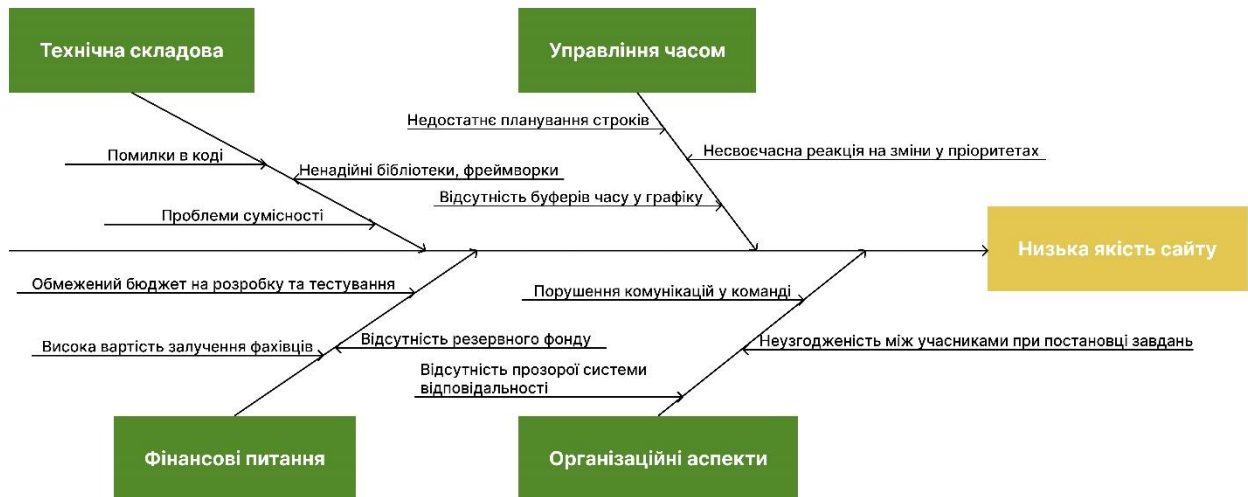 Технічна складова
Управління часом
Недостатнє планування строків
Помилки в коді
Несвоєчасна реакція на зміни у пріоритетах
Ненадійні бібліотеки, фреймворки
Відсутність буферів часу у графіку
Проблеми сумісності
Низька якість сайту
Обмежений бюджет на розробку та тестування
Порушення комунікацій у команді
Висока вартість залучення фахівців
Відсутність резервного фонду
Неузгодженість між учасниками при постановці завдань
Відсутність прозорої системи
відповідальності
Фінансові питання
Організаційні аспекти